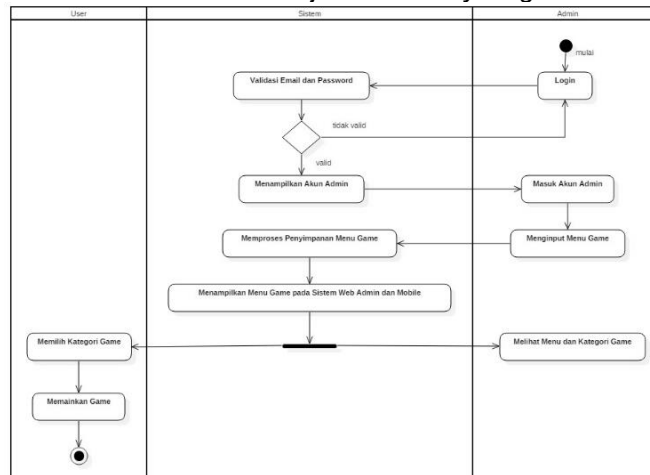 User
Sistem
Admin
mulai
Validasi Email dan Password
Login
tidak valid
valid
Menampilkan Akun Admin
Masuk Akun Admin
Memproses Penyimpanan Menu Game
Menginput Menu Game
Menampilkan Menu Game pada Sistem Web Admin dan Mobile
Memilih Kategori Game
Melihat Menu dan Kategori Game
Memainkan Game